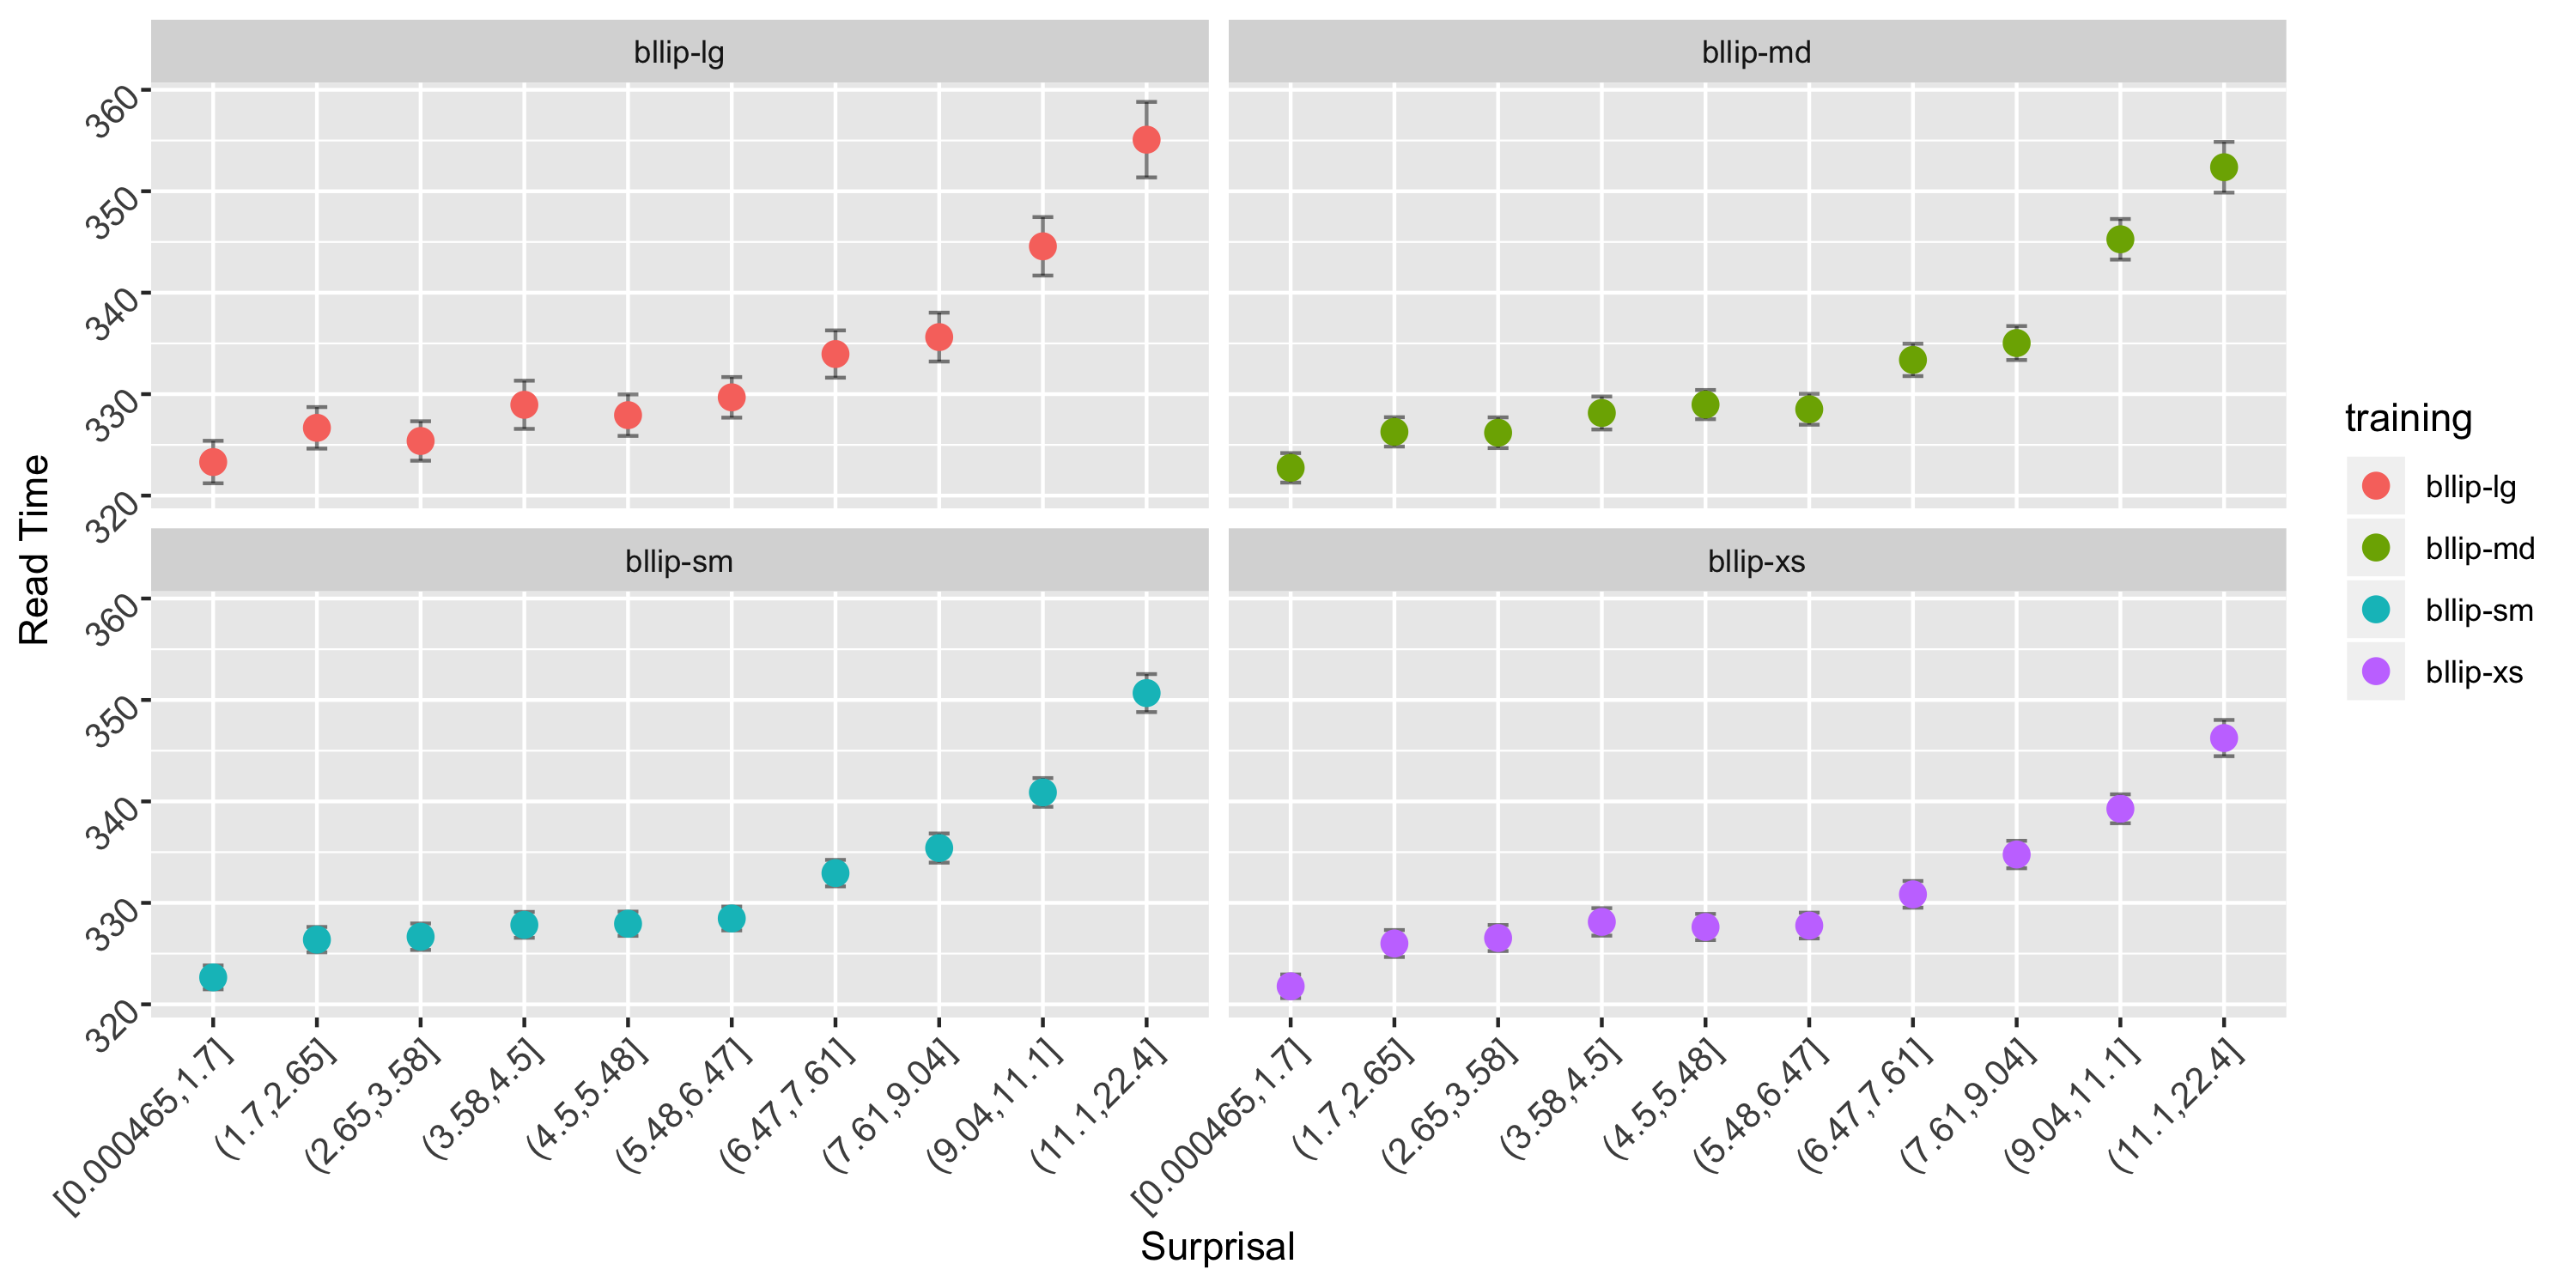 bllip-lg
bllip-md
360
350
340
330
320
bllip-sm
bllip-xs
360
350
340
330
320
Read Time
[0.000465,1.7]
(1.7,2.65]
(2.65,3.58]
(3.58,4.5]
(4.5,5.48]
(5.48,6.47]
(6.47,7.61]
(7.61,9.04]
(9.04,11.1]
(11.1,22.4]
[0.000465,1.7]
(1.7,2.65]
(2.65,3.58]
(3.58,4.5]
(4.5,5.48]
(5.48,6.47]
(6.47,7.61]
(7.61,9.04]
(9.04,11.1]
(11.1,22.4]
Surprisal
training
bllip-lg
bllip-md
bllip-sm
bllip-xs